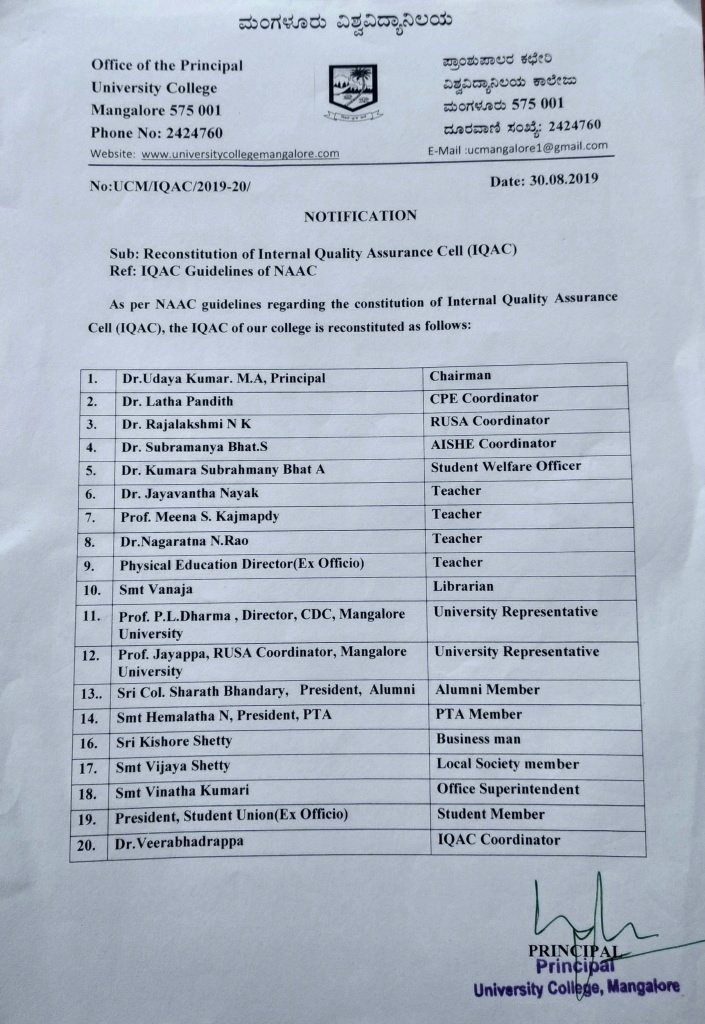 ಮಂಗಳೂರು ವಿಶ್ವವಿದ್ಯಾನಿಲಯ
Office of the Principal
University College
Mangalore 575 001
Phone No: 2424760
Website: www.universitycollegemangalore.com
ಪ್ರಾಂಶುಪಾಲರ ಕಛೇರಿ
ವಿಶ್ವವಿದ್ಯಾನಿಲಯ ಕಾಲೇಜು
ಮಂಗಳೂರು 575 001
ದೂರವಾಣಿ ಸಂಖ್ಯೆ: 2424760
E-Mail :ucmangalore1@gmail.com
No:UCM/IQAC/2019-20/ Date: 30.08.2019
NOTIFICATION
Sub: Reconstitution of Internal Quality Assurance Cell (IQAC)
Ref: IQAC Guidelines of NAAC
As per NAAC guidelines regarding the constitution of Internal Quality Assurance
Cell (IQAC), the IQAC of our college is reconstituted as follows:
1. Dr.Udaya Kumar. M.A, Principal Chairman
2. Dr. Latha Pandith CPE Coordinator
3. Dr. Rajalakshmi N K RUSA Coordinator
4. Dr. Subramanya Bhat.S AISHE Coordinator
5. Dr. Kumara Subrahmany Bhat A Student Welfare Officer
6. Dr. Jayavantha Nayak Teacher
7. Prof. Meena S. Kajmapdy Teacher
8. Dr.Nagaratna N.Rao Teacher
9. Physical Education Director(Ex Officio) Teacher
10. Smt Vanaja Librarian
11. Prof. P.L.Dharma , Director, CDC, Mangalore University Representative
University
12. Prof. Jayappa, RUSA Coordinator, Mangalore University Representative
University
13.. Sri Col. Sharath Bhandary, President, Alumni Alumni Member
14. Smt Hemalatha N, President, PTA PTA Member
16. Sri Kishore Shetty Business man
17. Smt Vijaya Shetty Local Society member
18. Smt Vinatha Kumari Office Superintendent
19. President, Student Union(Ex Officio) Student Member
20. Dr.Veerabhadrappa IQAC Coordinator
PRINCIPAL
Principal
University College, Mangalore